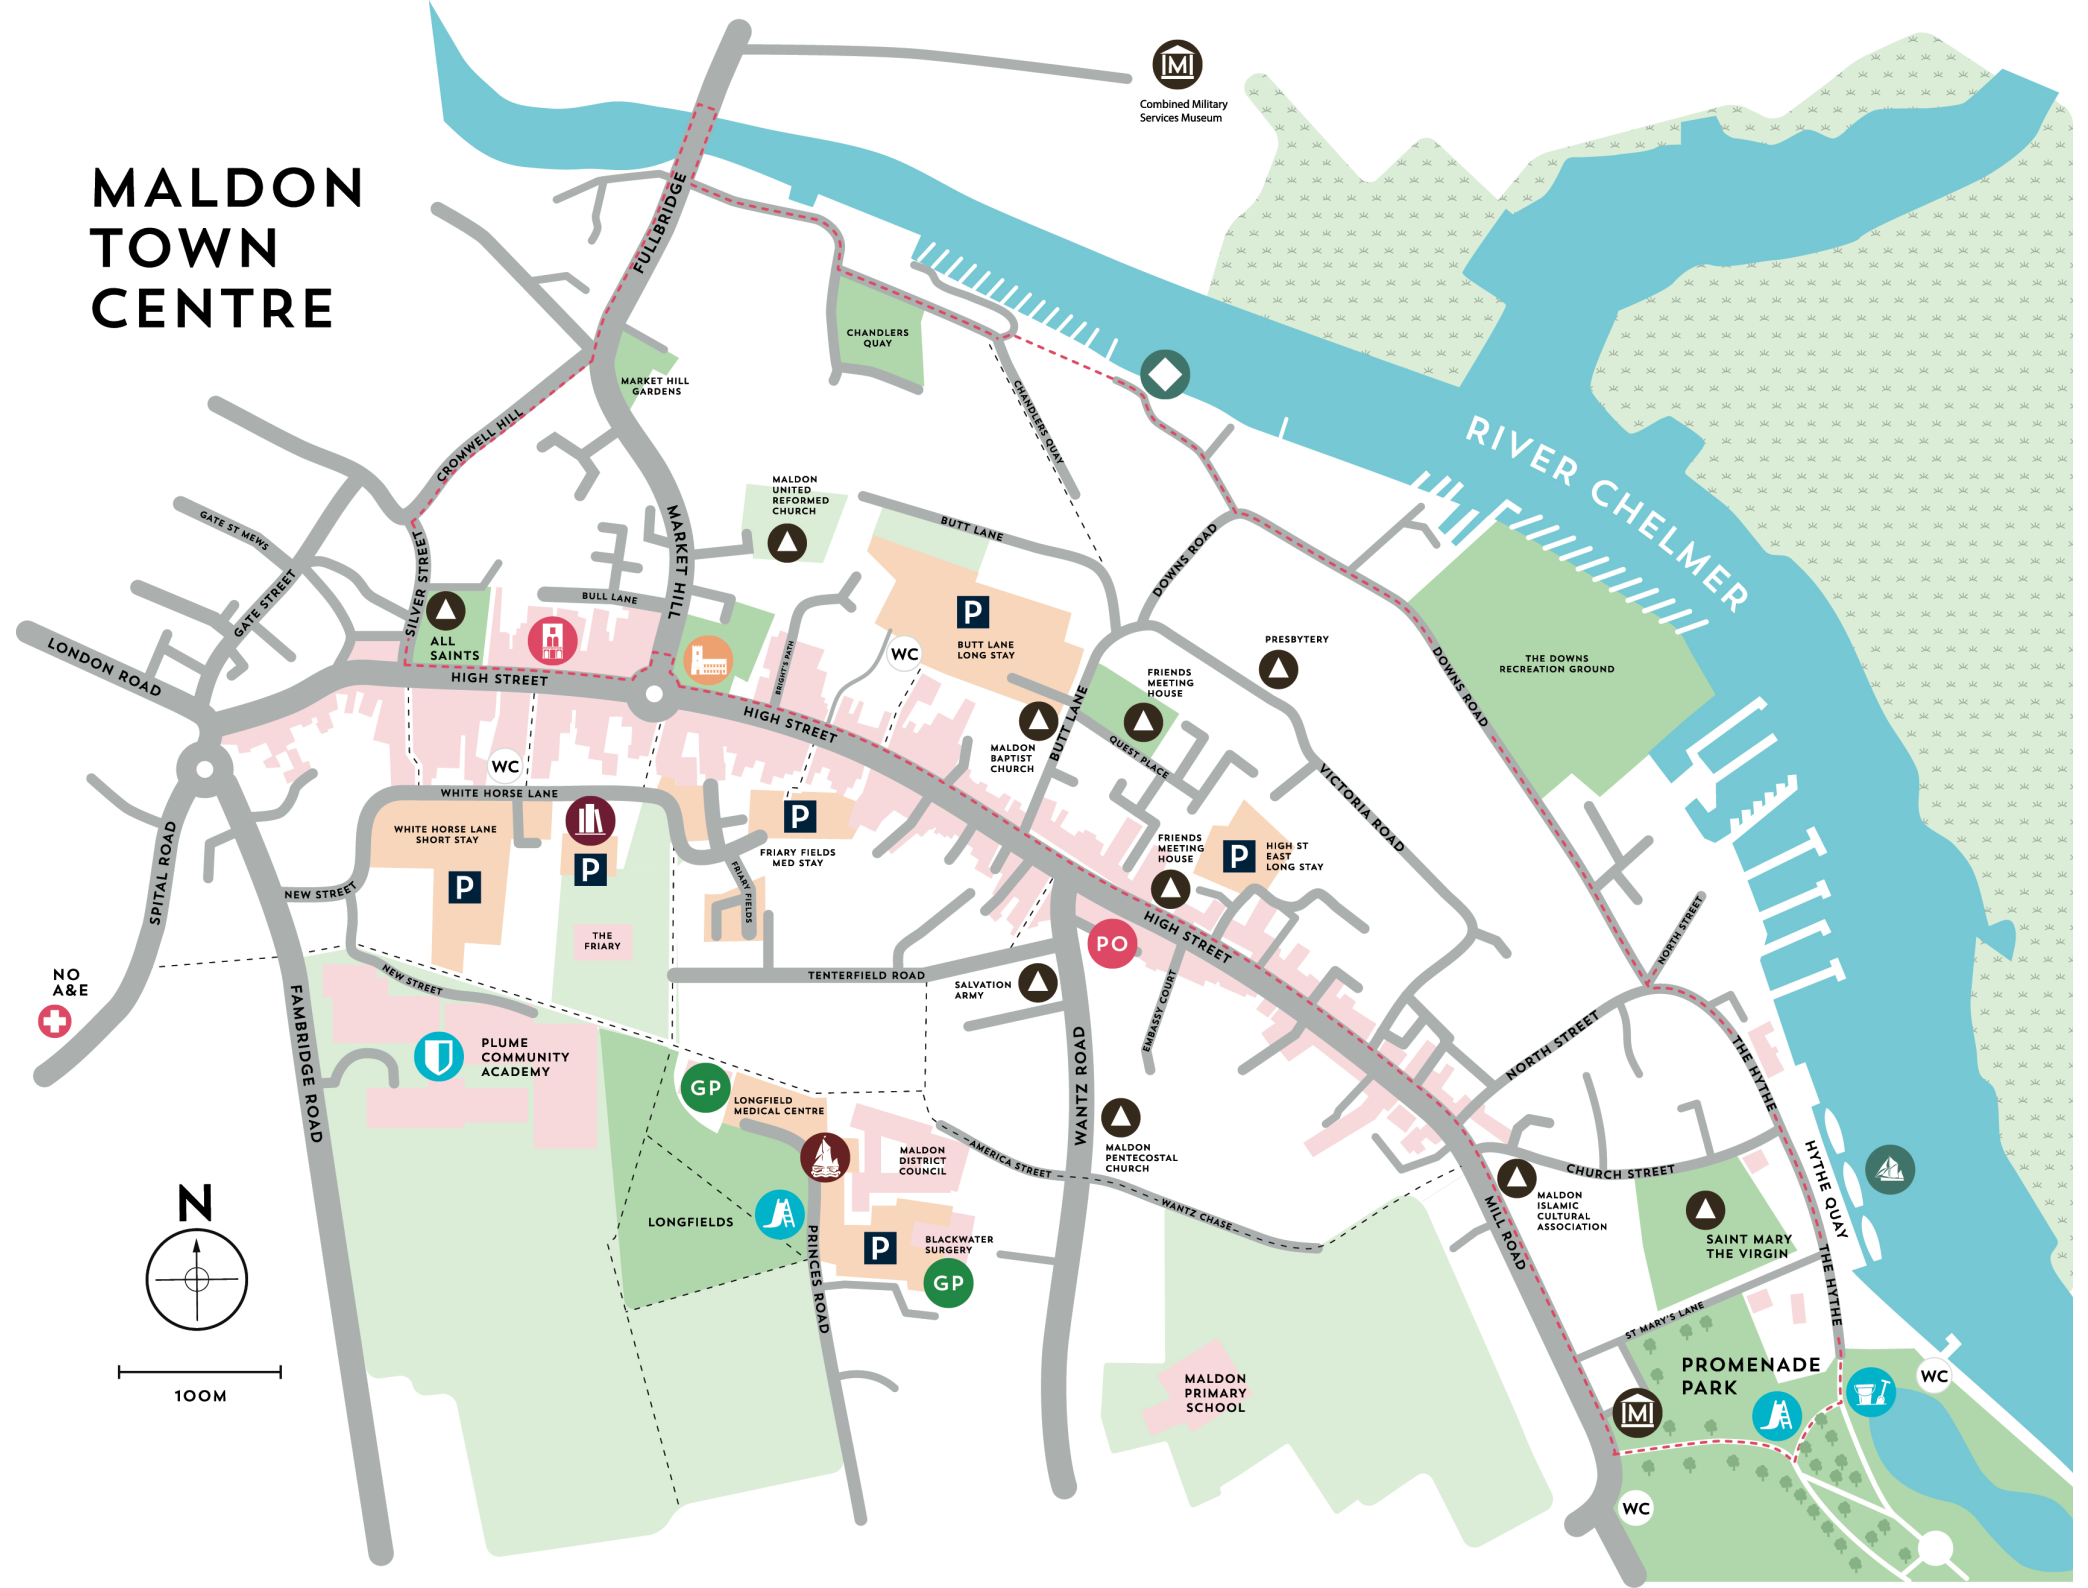 MALDON
TOWN
CENTRE
Combined Military
Services Museum
FULLBRIDGE
CHANDLERS
QUAY
MARKET HILL
GARDENS
CHANDLERS QUAY
CROMWELL HILL
RIVER CHELMER
MALDON
UNITED
REFORMED
CHURCH
GATE ST MEWS
MARKET HILL
BUTT LANE
DOWNS ROAD
SILVER STREET
GATE STREET
BULL LANE
P
BUTT LANE
LONG STAY
ALL
SAINTS
WC
PRESBYTERY
LONDON ROAD
HIGH STREET
BRIGHT'S PATH
FRIENDS
MEETING
HOUSE
THE DOWNS
RECREATION GROUND
DOWNS ROAD
HIGH STREET
BUTT LANE
MALDON
BAPTIST
CHURCH
QUEST PLACE
WC
VICTORIA ROAD
WHITE HORSE LANE
WHITE HORSE LANE
SHORT STAY
P
P
P
FRIARY FIELDS
MED STAY
FRIARY FIELDS
FRIENDS
MEETING
HOUSE
P
HIGH ST
EAST
LONG STAY
SPITAL ROAD
NEW STREET
THE
FRIARY
PO
HIGH STREET
NORTH STREET
NO
A&E
NEW STREET
TENTERFIELD ROAD
SALVATION
ARMY
EMBASSY COURT
FAMBRIDGE ROAD
PLUME
COMMUNITY
ACADEMY
WANTZ ROAD
NORTH STREET
THE HYTHE
GP
LONGFIELD
MEDICAL CENTRE
MALDON
DISTRICT
COUNCIL
AMERICA STREET
MALDON
PENTECOSTAL
CHURCH
CHURCH STREET
HYTHE QUAY
N
LONGFIELDS
WANTZ CHASE
MILL ROAD
MALDON
ISLAMIC
CULTURAL
ASSOCIATION
SAINT MARY
THE VIRGIN
P
BLACKWATER
SURGERY
GP
PRINCES ROAD
THE HYTHE
ST MARY'S LANE
100M
MALDON
PRIMARY
SCHOOL
PROMENADE
PARK
WC
M
M
WC